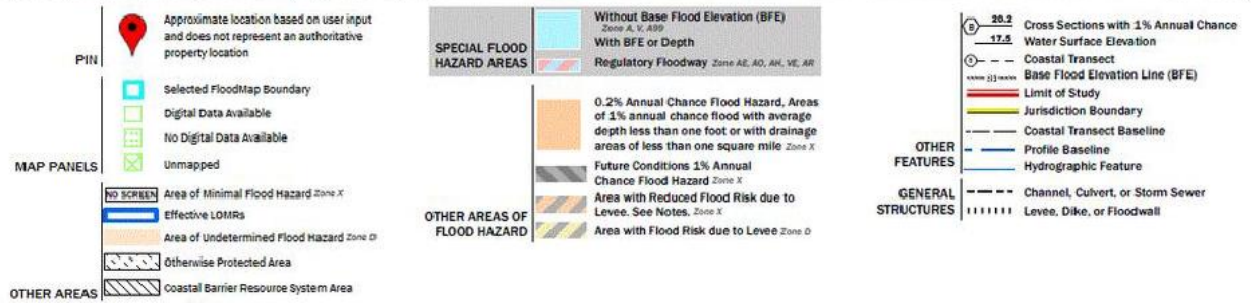 PIN
Approximate location based on user input
and does not represent an authoritative
property location
MAP PANELS
Selected FloodMap Boundary
Digital Data Available
No Digital Data Available
Unmapped
OTHER AREAS
NO SCREEN Area of Minimal Flood Hazard Zone X
Effective LOMRs
Area of Undetermined Flood Hazard Zone D
Otherwise Protected Area
Coastal Barrier Resource System Area
SPECIAL FLOOD
HAZARD AREAS
Without Base Flood Elevation (BFE)
Zone A, V, A99
With BFE or Depth
Regulatory Floodway Zone AE, AO, AH, VE, AR
OTHER AREAS OF
FLOOD HAZARD
0.2% Annual Chance Flood Hazard, Areas
of 1% annual chance flood with average
depth less than one foot or with drainage
areas of less than one square mile Zone X
Future Conditions 1% Annual
Chance Flood Hazard Zone X
Area with Reduced Flood Risk due to
Levee. See Notes. Zone X
Area with Flood Risk due to Levee Zone D
OTHER
FEATURES
B 20.2 Cross Sections with 1% Annual Chance
17.5 Water Surface Elevation
Coastal Transect
Base Flood Elevation Line (BFE)
Limit of Study
Jurisdiction Boundary
Coastal Transect Baseline
Profile Baseline
Hydrographic Feature
GENERAL
STRUCTURES
Channel, Culvert, or Storm Sewer
Levee, Dike, or Floodwall